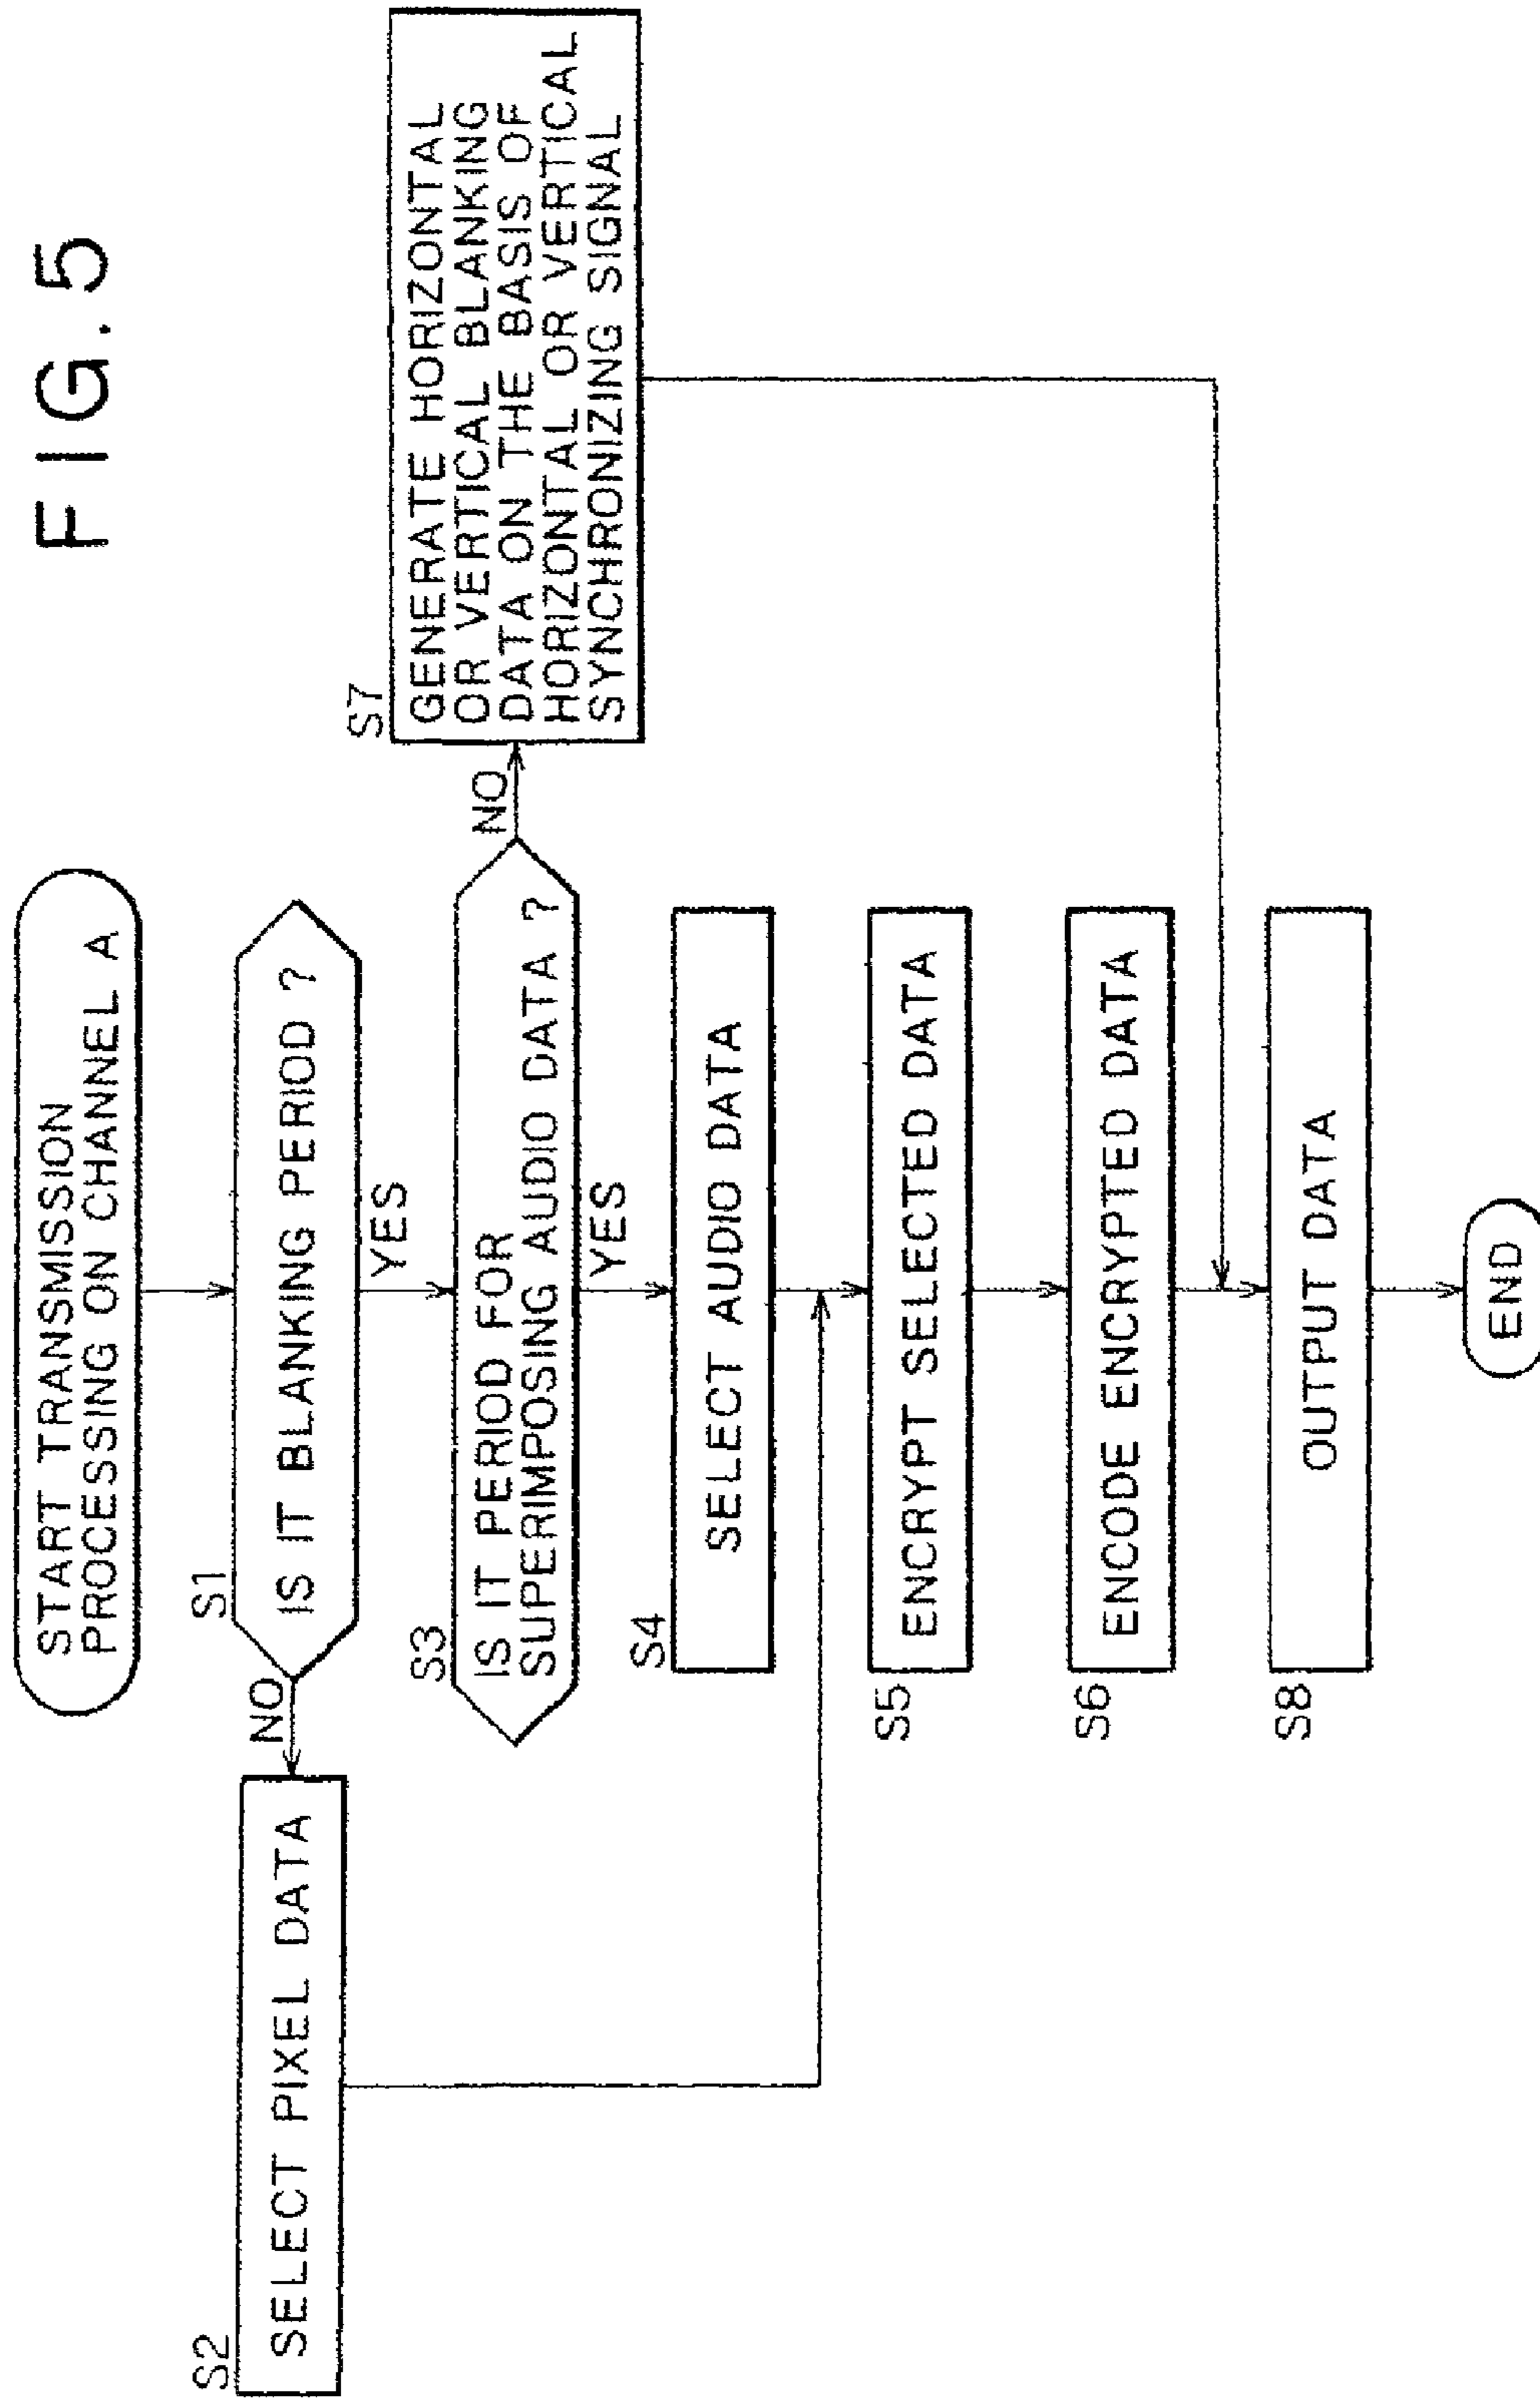 FIG.5
START TRANSMISSION
PROCESSING ON CHANNEL A
S1
IS IT BLANKING PERIOD ?
NO
YES
S2
SELECT PIXEL DATA
S3
IS IT PERIOD FOR
SUPERIMPOSING AUDIO DATA ?
NO
YES
S7
GENERATE HORIZONTAL
OR VERTICAL BLANKING
DATA ON THE BASIS OF
HORIZONTAL OR VERTICAL
SYNCHRONIZING SIGNAL
S4
SELECT AUDIO DATA
S5
ENCRYPT SELECTED DATA
S6
ENCODE ENCRYPTED DATA
S8
OUTPUT DATA
END